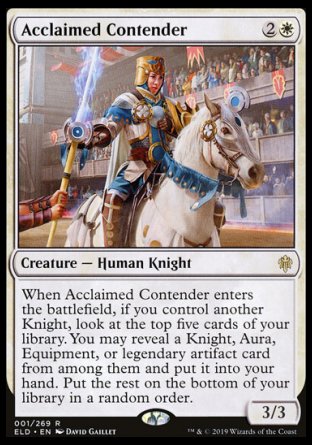 Acclaimed Contender 2
Creature — Human Knight
When Acclaimed Contender enters
the battlefield, if you control another
Knight, look at the top five cards of your
library. You may reveal a Knight, Aura,
Equipment, or legendary artifact card
from among them and put it into your
hand. Put the rest on the bottom of your
library in a random order.
3/3
001/269 R
ELD • EN DAVID GAILLET
™ & © 2019 Wizards of the Coast